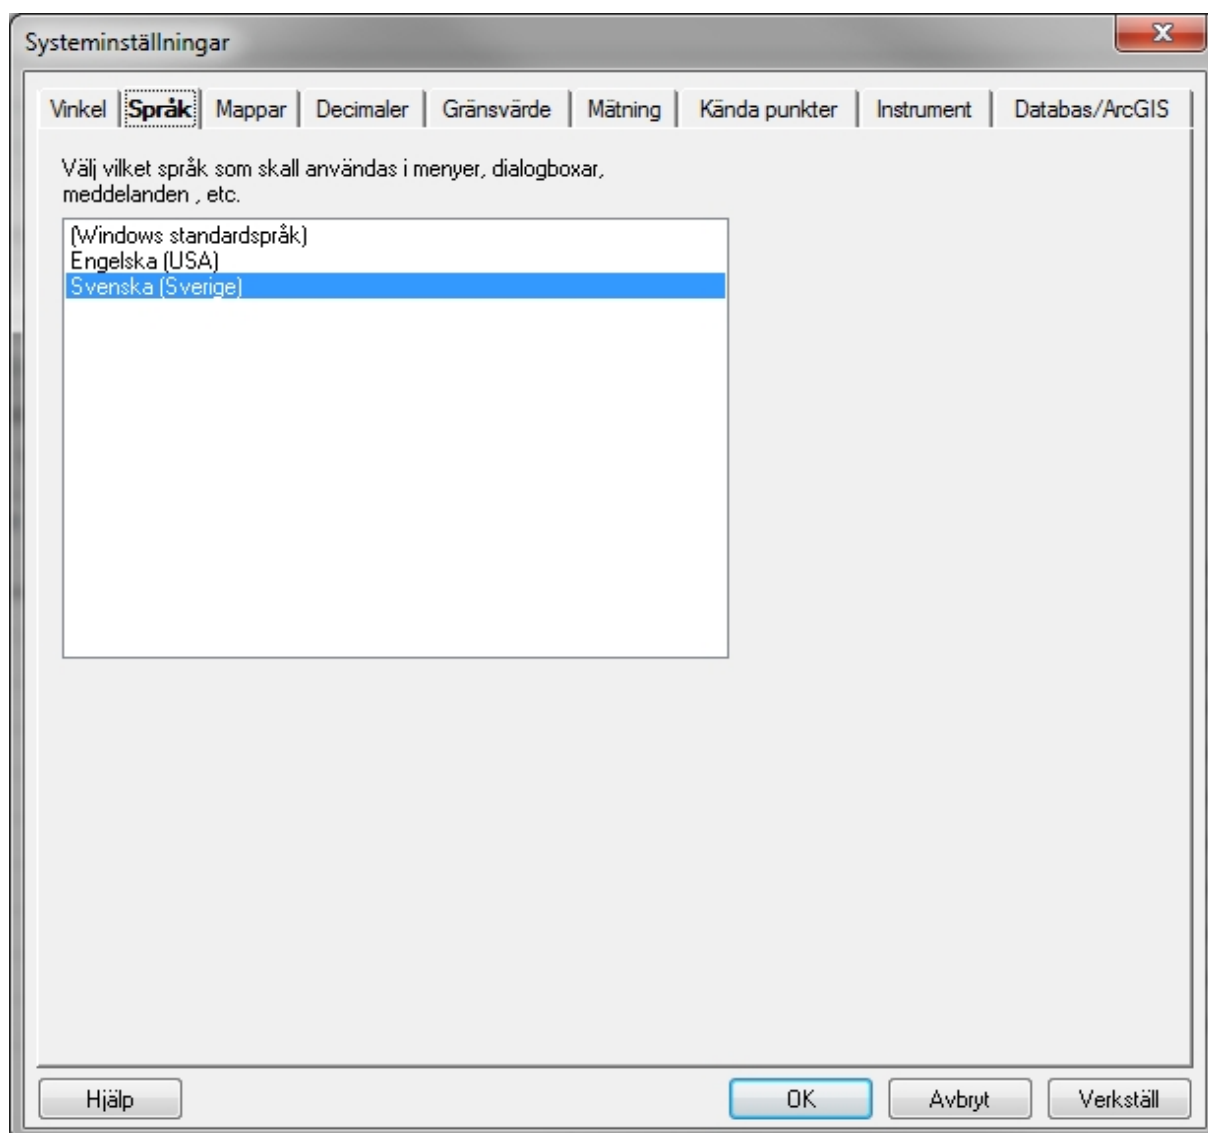 Systeminställningar
Vinkel Språk Mappar Decimaler Gränsvärde Mätning Kända punkter Instrument Databas/ArcGIS
Välj vilket språk som skall användas i menyer, dialogboxar,
meddelanden , etc.
(Windows standardspråk)
Engelska (USA)
Svenska (Sverige)
Hjälp OK Avbryt Verkställ